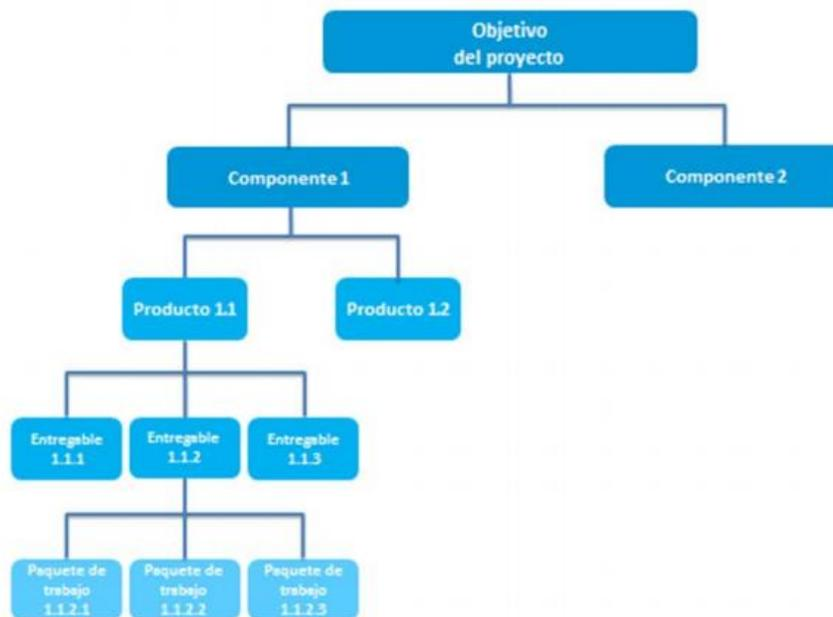 Objetivo
del proyecto
Componente 1
Componente 2
Producto 1.1
Producto 1.2
Entregable
1.1.1
Entregable
1.1.2
Entregable
1.1.3
Paquete de
trabajo
1.1.2.1
Paquete de
trabajo
1.1.2.2
Paquete de
trabajo
1.1.2.3